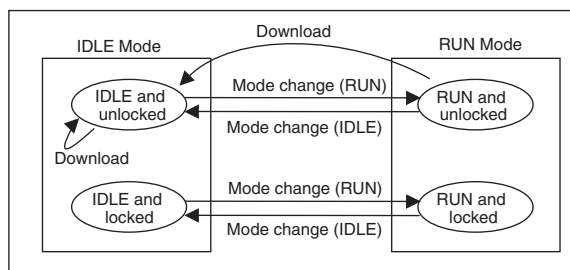 Download
IDLE Mode
RUN Mode
IDLE and
unlocked
Mode change (RUN)
Mode change (IDLE)
RUN and
unlocked
Download
IDLE and
locked
Mode change (RUN)
Mode change (IDLE)
RUN and
locked